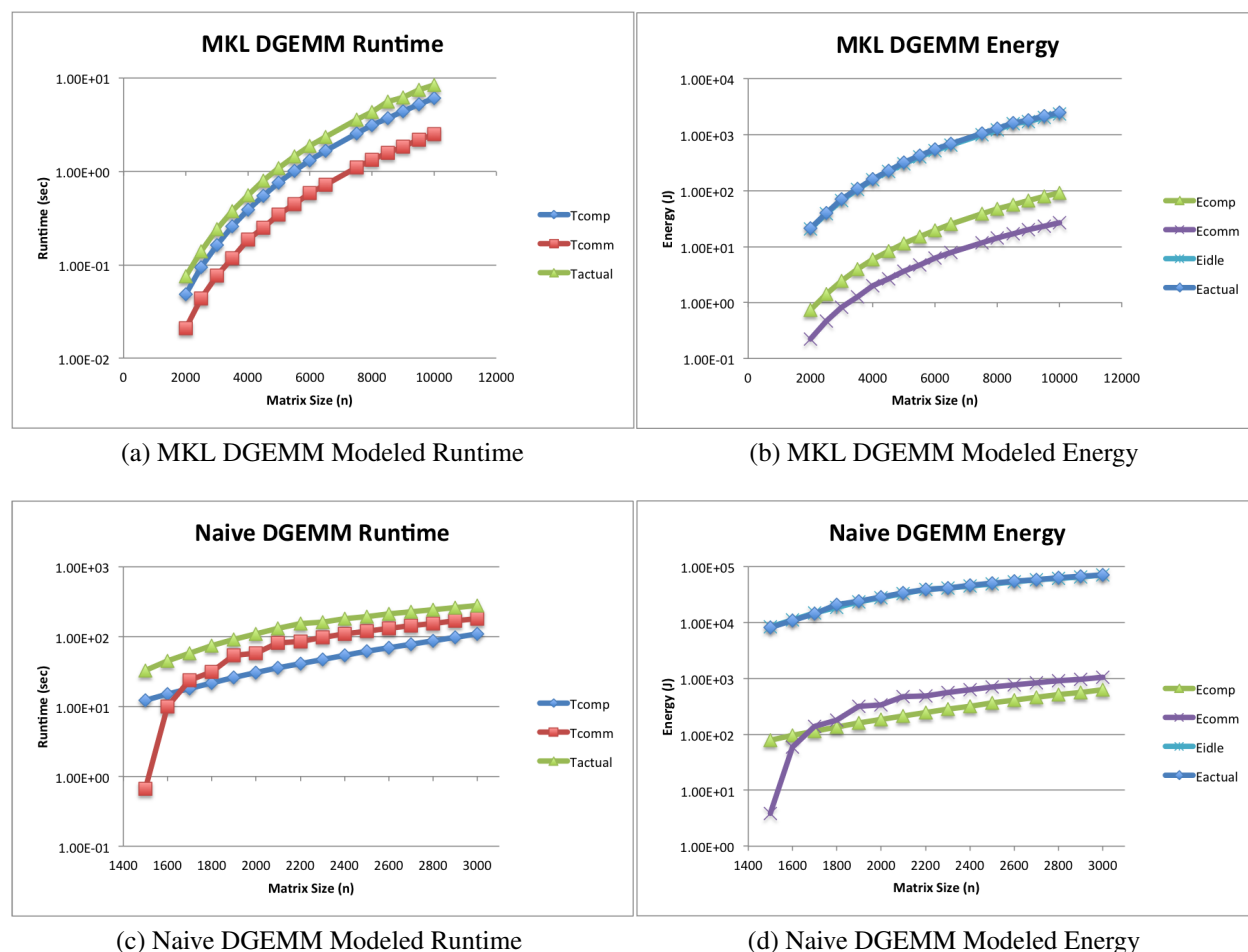 MKL DGEMM Runtime
1.00E+01
1.00E+00
1.00E-01
1.00E-02
Runtime (sec)
0 2000 4000 6000 8000 10000 12000
Matrix Size (n)
Tcomp
Tcomm
Tactual
(a) MKL DGEMM Modeled Runtime
MKL DGEMM Energy
1.00E+04
1.00E+03
1.00E+02
1.00E+01
1.00E+00
1.00E-01
Energy (J)
0 2000 4000 6000 8000 10000 12000
Matrix Size (n)
Ecomp
Ecomm
Eidle
Eactual
(b) MKL DGEMM Modeled Energy
Naive DGEMM Runtime
1.00E+03
1.00E+02
1.00E+01
1.00E+00
1.00E-01
Runtime (sec)
1400 1600 1800 2000 2200 2400 2600 2800 3000
Matrix Size (n)
Tcomp
Tcomm
Tactual
(c) Naive DGEMM Modeled Runtime
Naive DGEMM Energy
1.00E+05
1.00E+04
1.00E+03
1.00E+02
1.00E+01
1.00E+00
Energy (J)
1400 1600 1800 2000 2200 2400 2600 2800 3000
Matrix Size (n)
Ecomp
Ecomm
Eidle
Eactual
(d) Naive DGEMM Modeled Energy